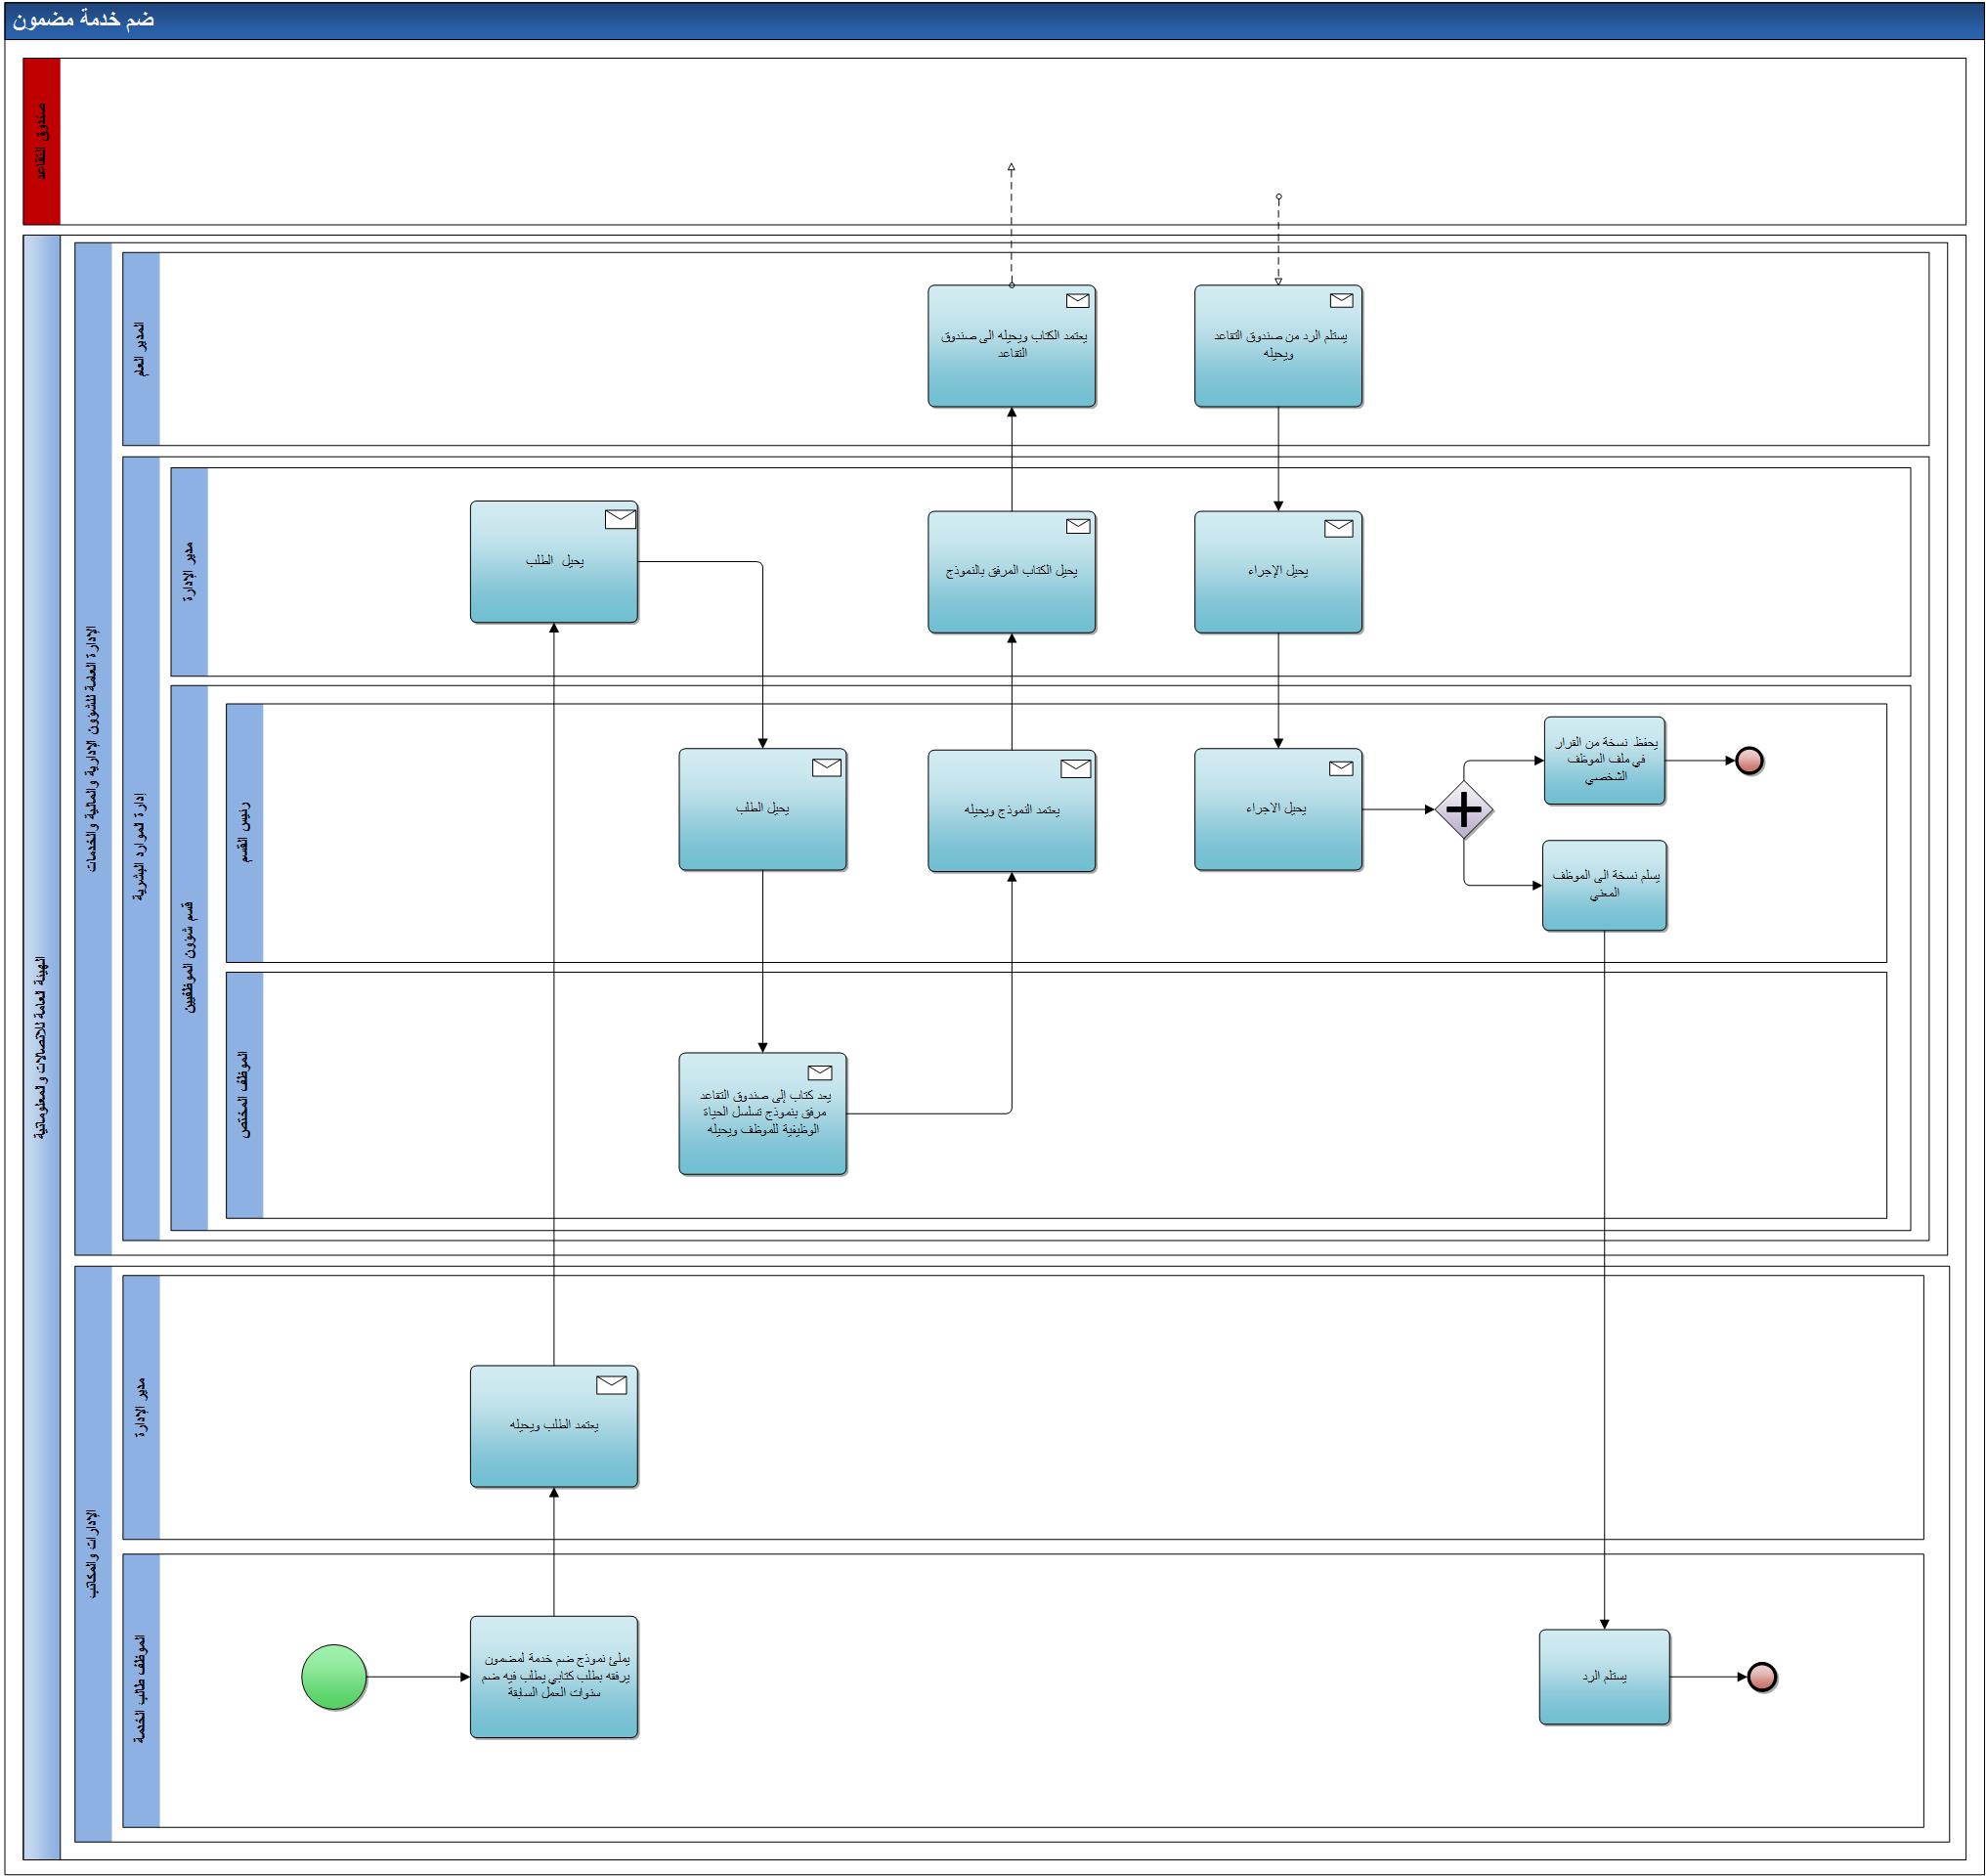 ضم خدمة مضمون
صندوق التقاعد
الهيئة العامة للاتصالات والمعلوماتية
الإدارة العامة للشؤون الإدارية والمالية والخدمات
المدير العام
يعتمد الكتاب ويحيله الى صندوق
التقاعد
يستلم الرد من صندوق التقاعد
ويحيله
إدارة الموارد البشرية
مدير الإدارة
يحيل الطلب
يحيل الكتاب المرفق بالنموذج
يحيل الإجراء
قسم شؤون الموظفيين
رئيس القسم
يحيل الطلب
يعتمد النموذج ويحيله
يحيل الاجراء
يحفظ نسخة من القرار
في ملف الموظف
الشخصي
يسلم نسخة الى الموظف
المعني
الموظف المختص
يعد كتاب إلى صندوق التقاعد
مرفق بنموذج تسلسل الحياة
الوظيفية للموظف ويحيله
الإدارات والمكاتب
مدير الإدارة
يعتمد الطلب ويحيله
الموظف طالب الخدمة
يملئ نموذج ضم خدمة لمضمون
يرفقه بطلب كتابي يطلب فيه ضم
سنوات العمل السابقة
يستلم الرد